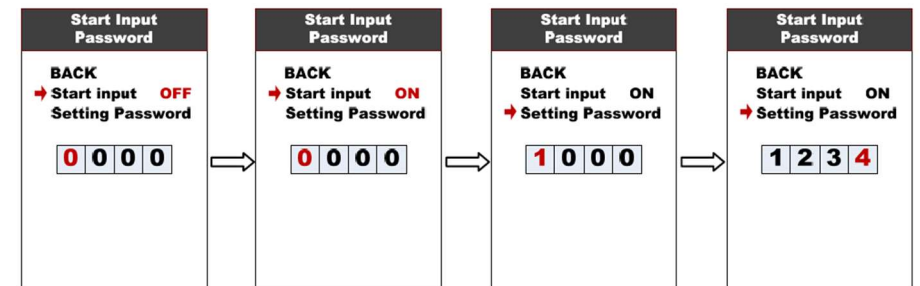 Start Input
Password
BACK
Start input OFF
Setting Password
0 0 0 0
Start Input
Password
BACK
Start input ON
Setting Password
0 0 0 0
Start Input
Password
BACK
Start input ON
Setting Password
1 0 0 0
Start Input
Password
BACK
Start input ON
Setting Password
1 2 3 4